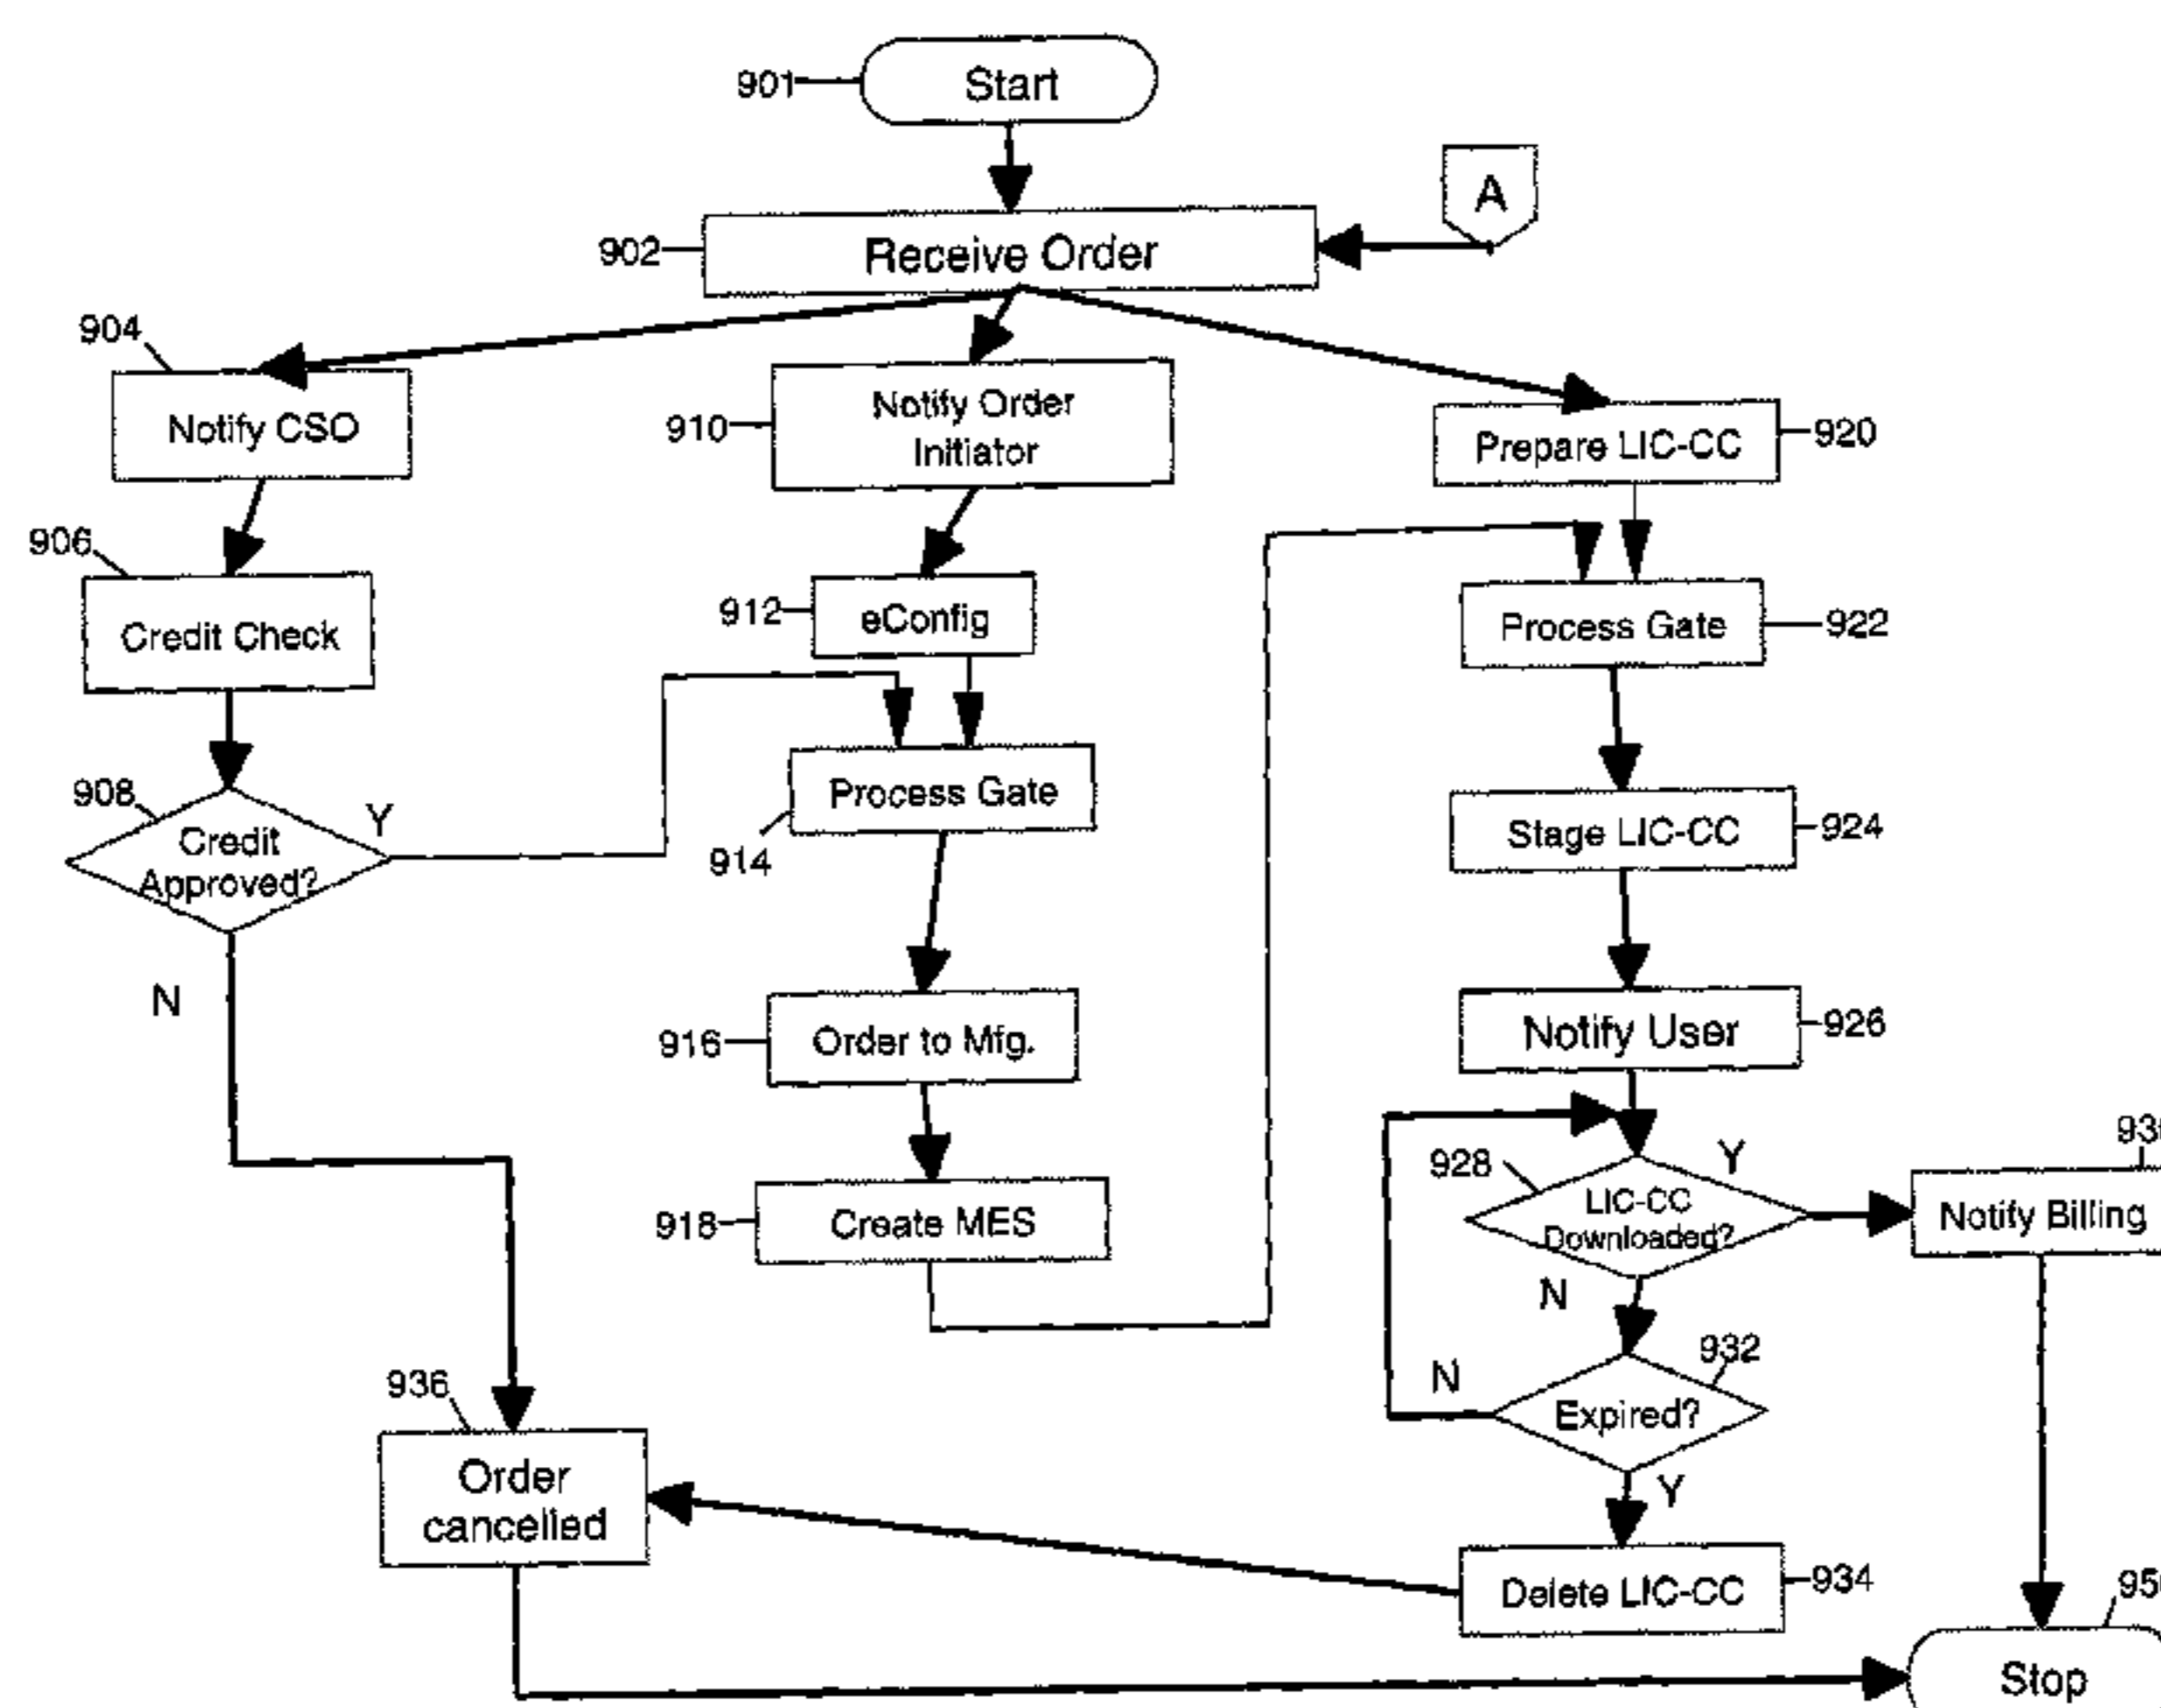 901
Start
A
902
Receive Order
904
Notify CSO
910
Notify Order
Initiator
Prepare LIC-CC
920
906
Credit Check
912
eConfig
Process Gate
922
908
Credit
Approved?
Y
Process Gate
914
Stage LIC-CC
924
N
916
Order to Mfg.
Notify User
926
918
Create MES
928
LIC-CC
Downloaded?
Y
Notify Billing
N
932
Expired?
N
Y
936
Order
cancelled
Delete LIC-CC
934
Stop